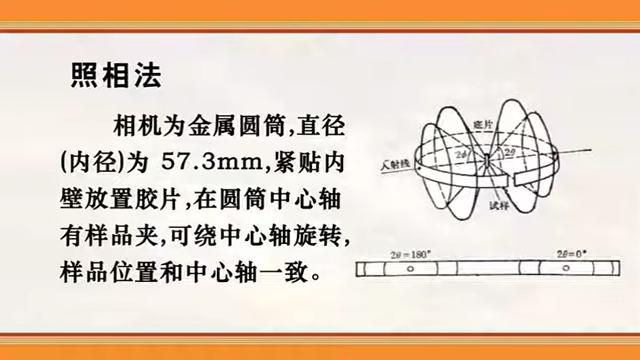 照相法
相机为金属圆筒,直径
(内径)为 57.3mm,紧贴内
壁放置胶片,在圆筒中心轴
有样品夹,可绕中心轴旋转,
样品位置和中心轴一致。
底片
入射线
2φ
2θ
试样
2θ=180°
2θ=0°